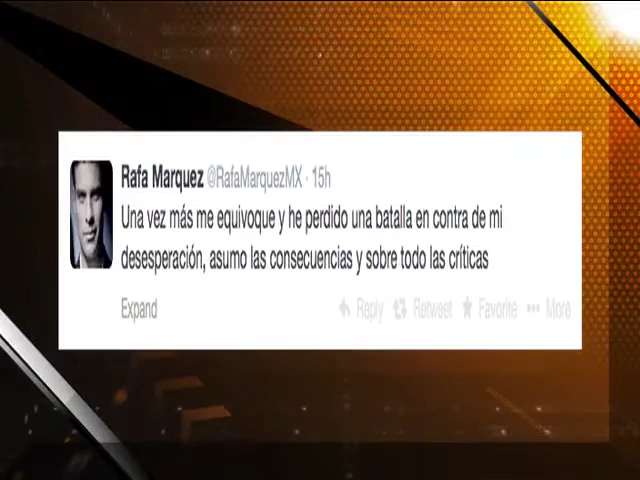 Rafa Marquez @RafaMarquezMX · 15h
Una vez más me equivoque y he perdido una batalla en contra de mi
desesperación, asumo las consecuencias y sobre todo las críticas
Expand Reply Retweet Favorite More